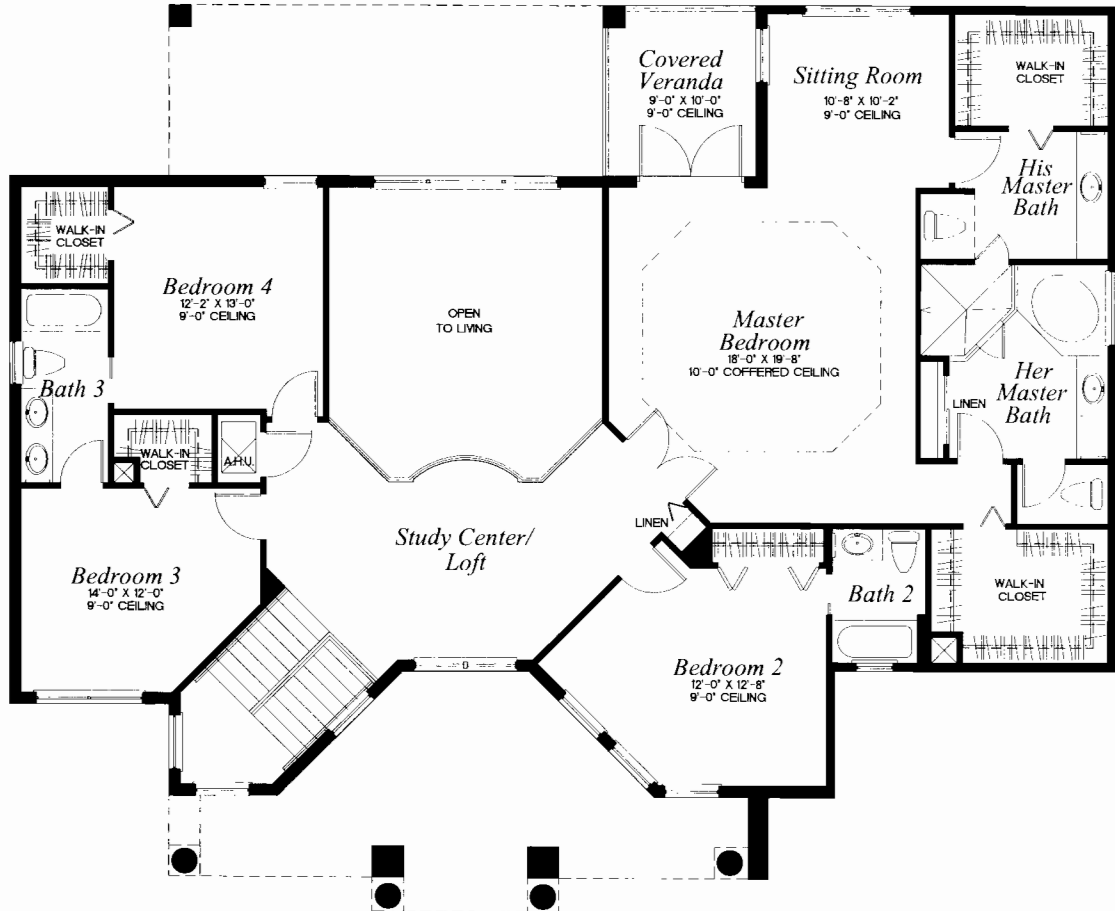 Covered
Veranda
9'-0" X 10'-0"
9'-0" CEILING
Sitting Room
10'-8" X 10'-2"
9'-0" CEILING
WALK-IN
CLOSET
His
Master
Bath
WALK-IN
CLOSET
Bedroom 4
12'-2" X 13'-0"
9'-0" CEILING
OPEN
TO LIVING
Master
Bedroom
18'-0" X 19'-8"
10'-0" COFFERED CEILING
Bath 3
LINEN
Her
Master
Bath
WALK-IN
CLOSET
A.H.U.
LINEN
Study Center/
Loft
Bedroom 3
14'-0" X 12'-0"
9'-0" CEILING
Bath 2
WALK-IN
CLOSET
Bedroom 2
12'-0" X 12'-8"
9'-0" CEILING